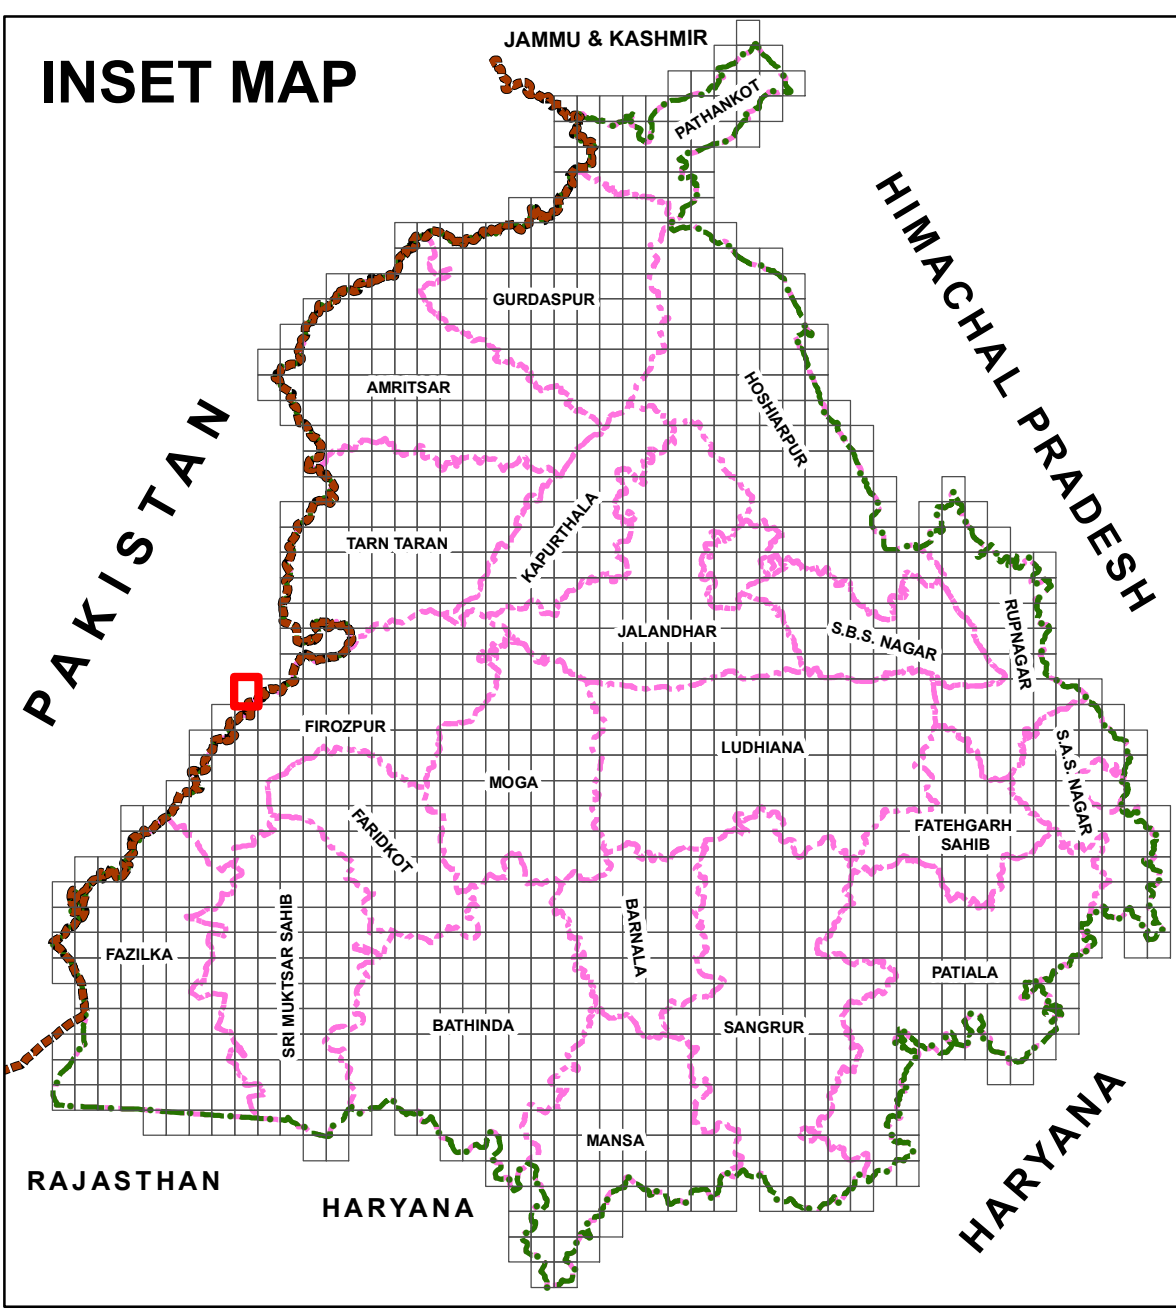 JAMMU & KASHMIR
INSET MAP
PATHANKOT
HIMACHAL PRADESH
GURDASPUR
AMRITSAR
HOSHIARPUR
PAKISTAN
KAPURTHALA
TARN TARAN
JALANDHAR
S.B.S. NAGAR
RUPNAGAR
FIROZPUR
LUDHIANA
S.A.S. NAGAR
MOGA
FARIDKOT
FATEHGARH
SAHIB
BARNALA
SRI MUKTSAR SAHIB
FAZILKA
PATIALA
BATHINDA
SANGRUR
MANSA
HARYANA
RAJASTHAN
HARYANA